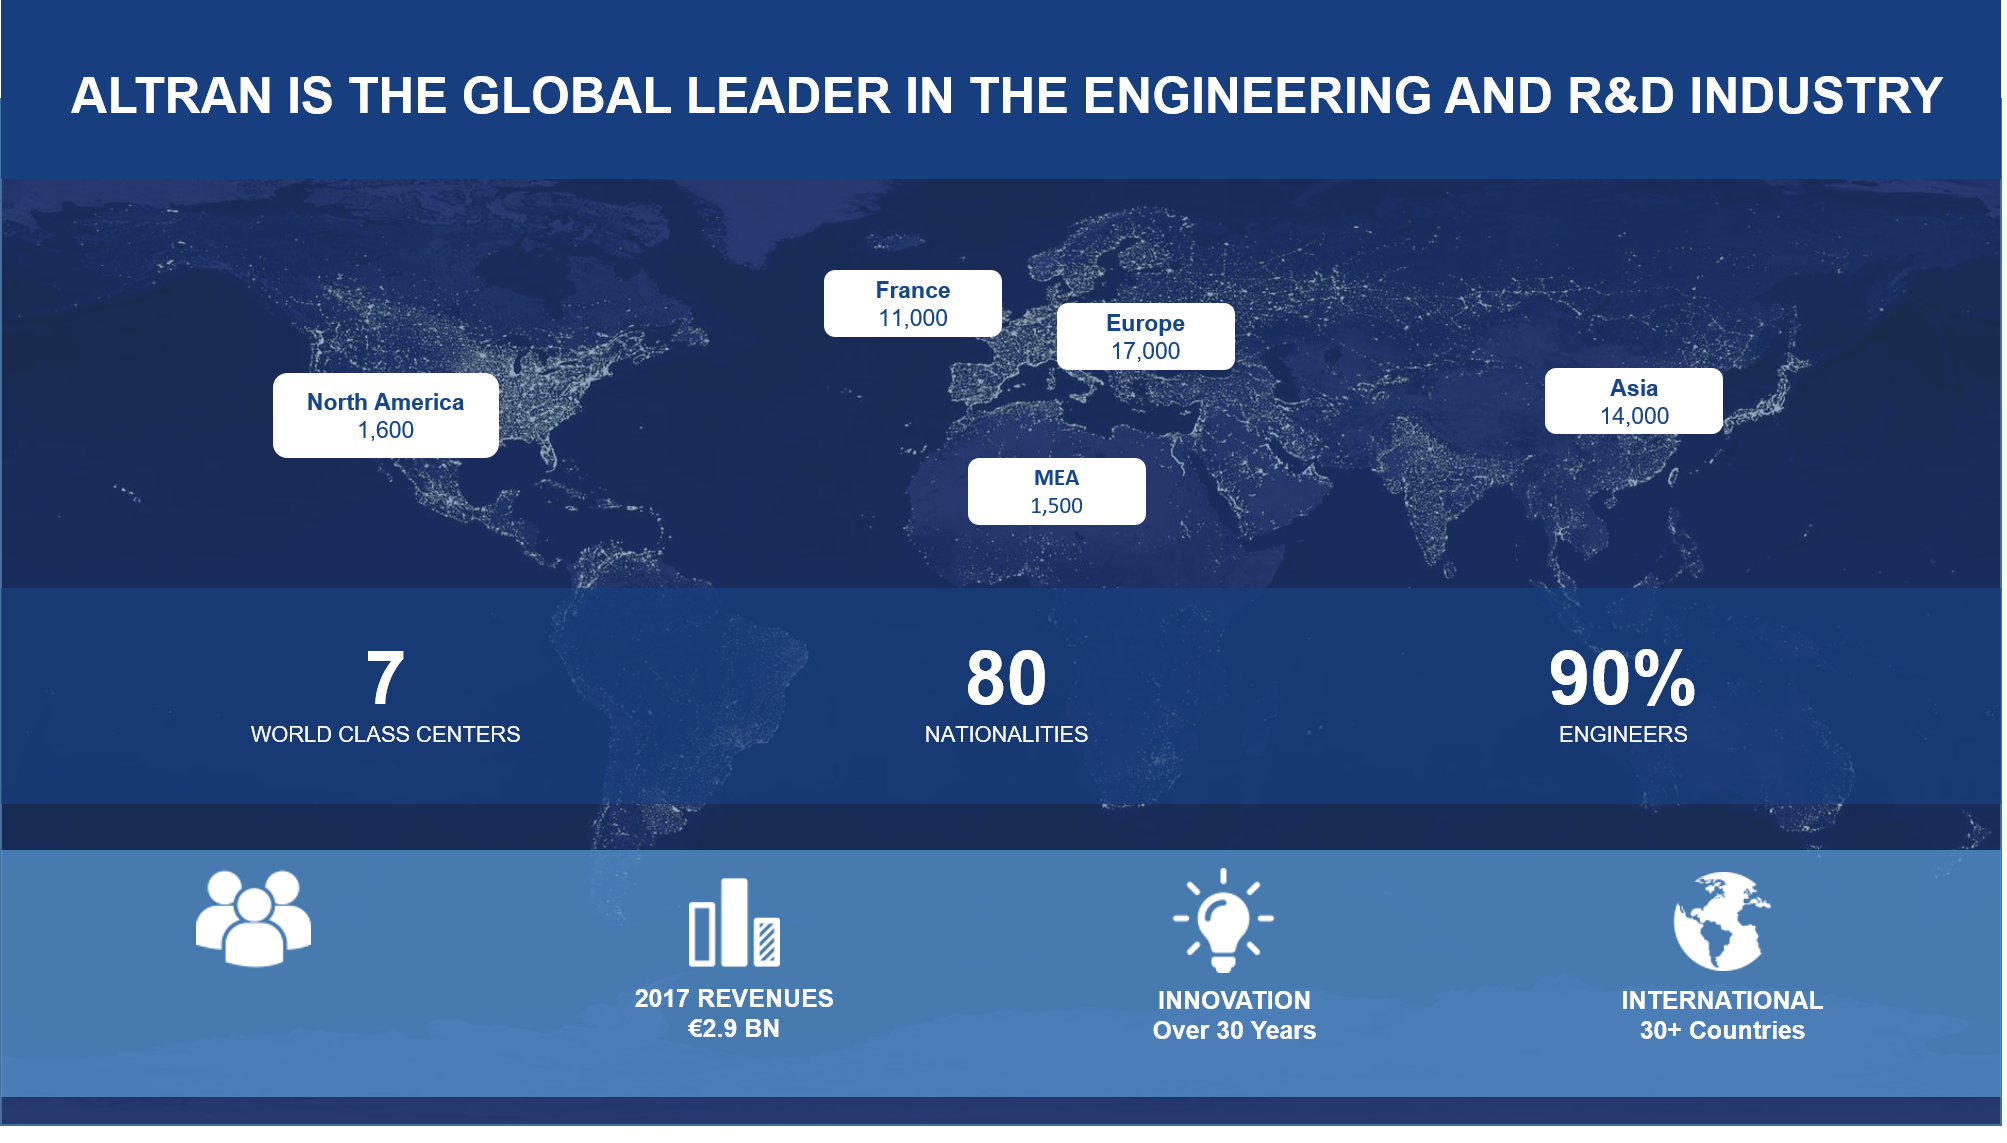 ALTRAN IS THE GLOBAL LEADER IN THE ENGINEERING AND R&D INDUSTRY
France
11,000
Europe
17,000
North America
1,600
Asia
14,000
MEA
1,500
7
WORLD CLASS CENTERS
80
NATIONALITIES
90%
ENGINEERS
2017 REVENUES
€2.9 BN
INNOVATION
Over 30 Years
INTERNATIONAL
30+ Countries